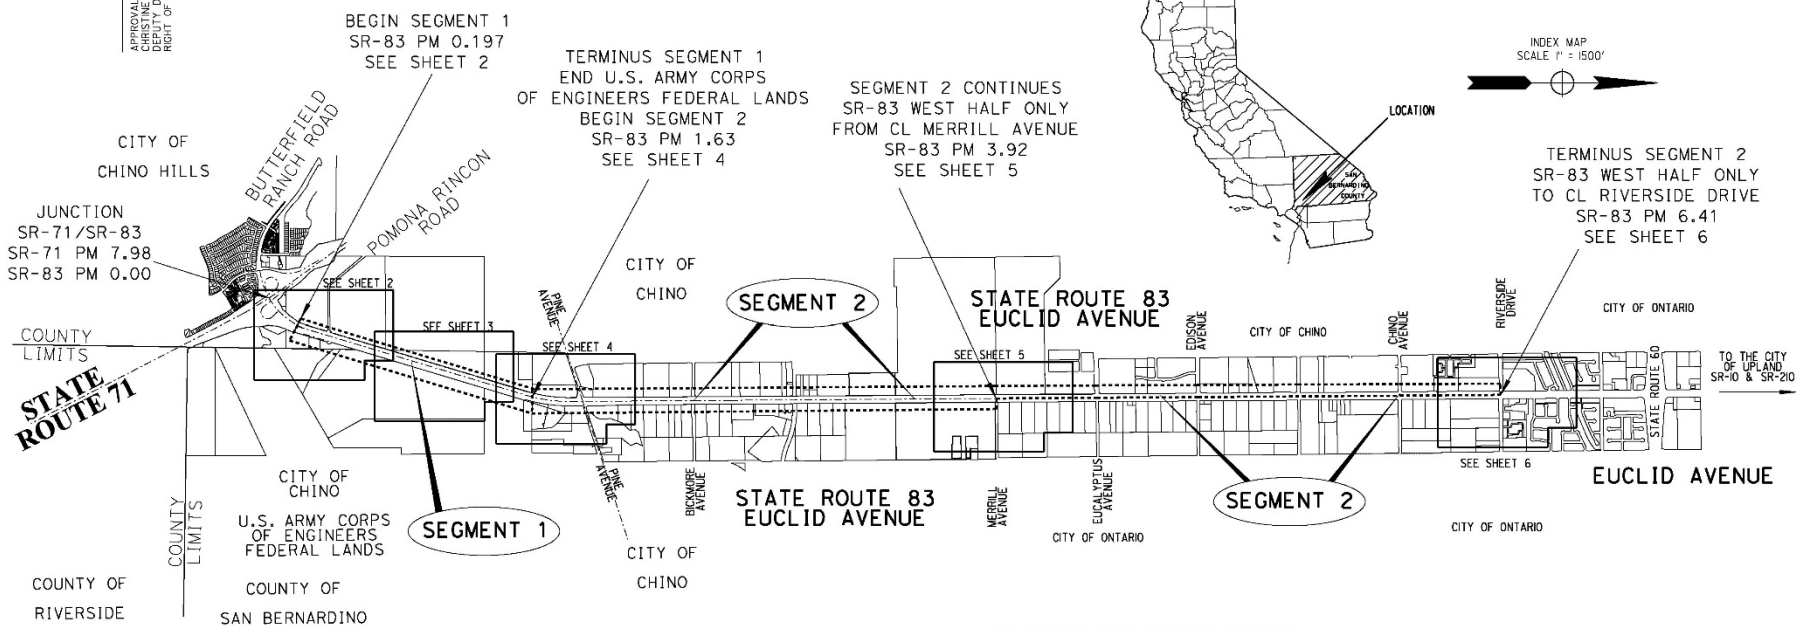 APPROVAL
CHRISTINE
DEPUTY D
RIGHT OF
BEGIN SEGMENT 1
SR-83 PM 0.197
SEE SHEET 2
TERMINUS SEGMENT 1
END U.S. ARMY CORPS
OF ENGINEERS FEDERAL LANDS
BEGIN SEGMENT 2
SR-83 PM 1.63
SEE SHEET 4
SEGMENT 2 CONTINUES
SR-83 WEST HALF ONLY
FROM CL MERRILL AVENUE
SR-83 PM 3.92
SEE SHEET 5
INDEX MAP
SCALE 1" = 1500'
LOCATION
SAN
BERNARDINO
COUNTY
TERMINUS SEGMENT 2
SR-83 WEST HALF ONLY
TO CL RIVERSIDE DRIVE
SR-83 PM 6.41
SEE SHEET 6
CITY OF
CHINO HILLS
BUTTERFIELD
RANCH ROAD
POMONA RINCON
ROAD
JUNCTION
SR-71/SR-83
SR-71 PM 7.98
SR-83 PM 0.00
SEE SHEET 2
SEE SHEET 3
SEE SHEET 4
PINE
AVENUE
CITY OF
CHINO
SEGMENT 2
STATE ROUTE 83
EUCLID AVENUE
SEE SHEET 5
EDISON
AVENUE
CITY OF CHINO
CHINO
AVENUE
RIVERSIDE
DRIVE
CITY OF ONTARIO
STATE ROUTE 60
TO THE CITY
OF UPLAND
SR-10 & SR-210
COUNTY
LIMITS
STATE
ROUTE 71
COUNTY
LIMITS
CITY OF
CHINO
U.S. ARMY CORPS
OF ENGINEERS
FEDERAL LANDS
SEGMENT 1
PINE
AVENUE
CITY OF
CHINO
BICKMORE
AVENUE
STATE ROUTE 83
EUCLID AVENUE
MERRILL
AVENUE
EUCALYPTUS
AVENUE
CITY OF ONTARIO
SEGMENT 2
SEE SHEET 6
CITY OF ONTARIO
EUCLID AVENUE
COUNTY OF
RIVERSIDE
COUNTY OF
SAN BERNARDINO